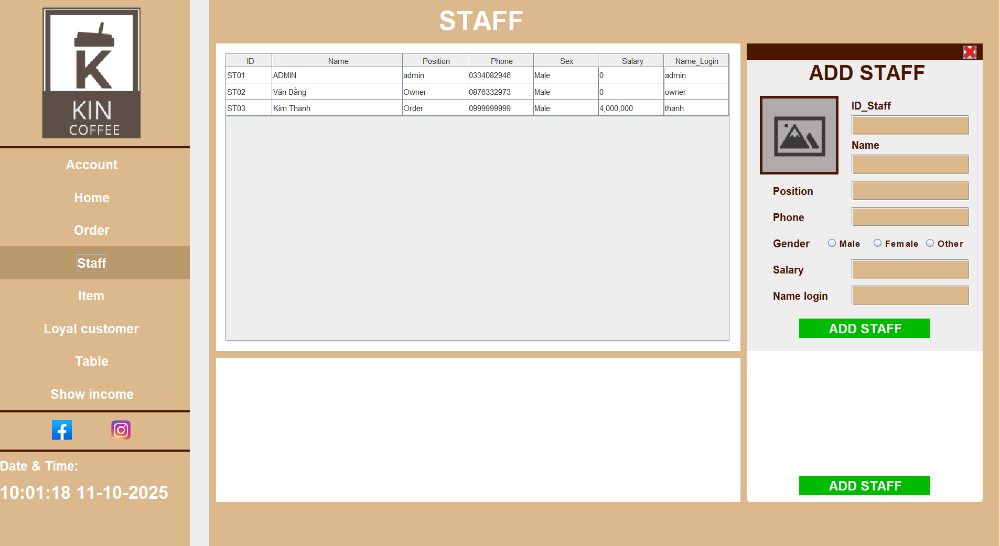 K
KIN
COFFEE
Account
Home
Order
Staff
Item
Loyal customer
Table
Show income
Date & Time:
10:01:18 11-10-2025
STAFF
ID Name Position Phone Sex Salary Name_Login
ST01 ADMIN admin 0334082946 Male 0 admin
ST02 Văn Bằng Owner 0876332973 Male 0 owner
ST03 Kim Thanh Order 0999999999 Male 4,000,000 thanh
ADD STAFF
ID_Staff
Name
Position
Phone
Gender Male Female Other
Salary
Name login
ADD STAFF
ADD STAFF